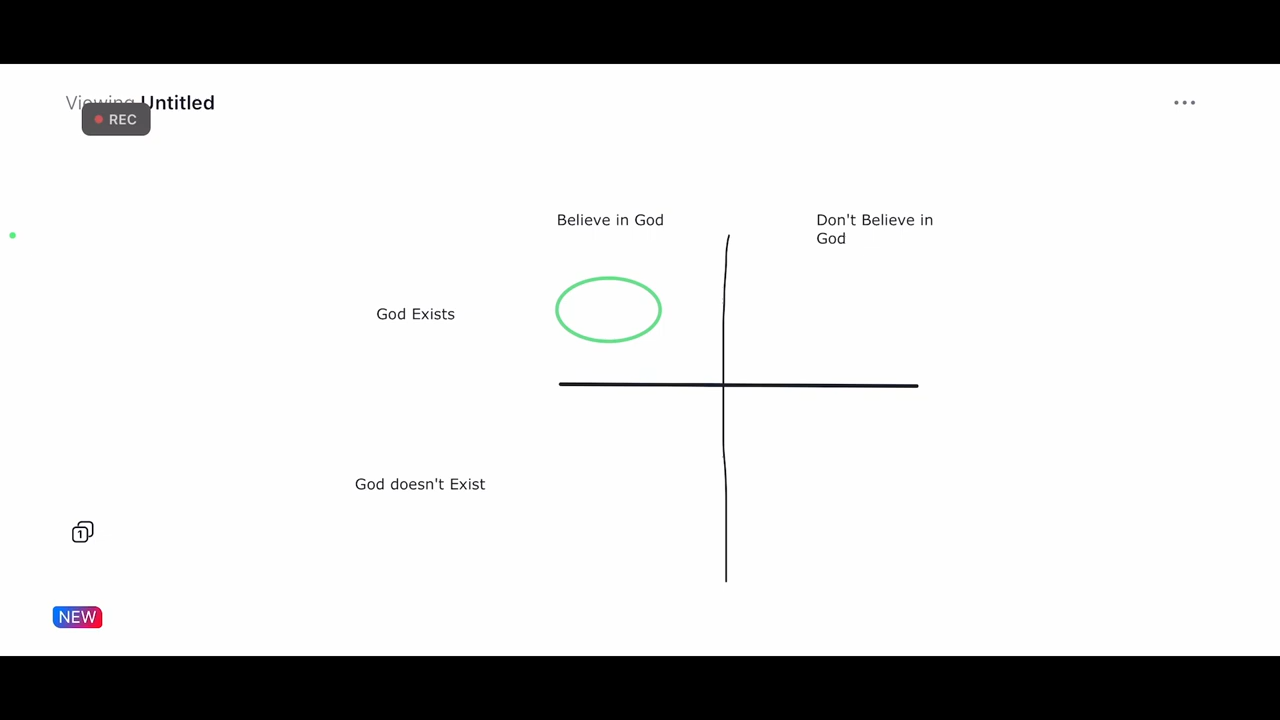 Viewing Untitled
REC
Believe in God
Don't Believe in
God
God Exists
God doesn't Exist
1
NEW